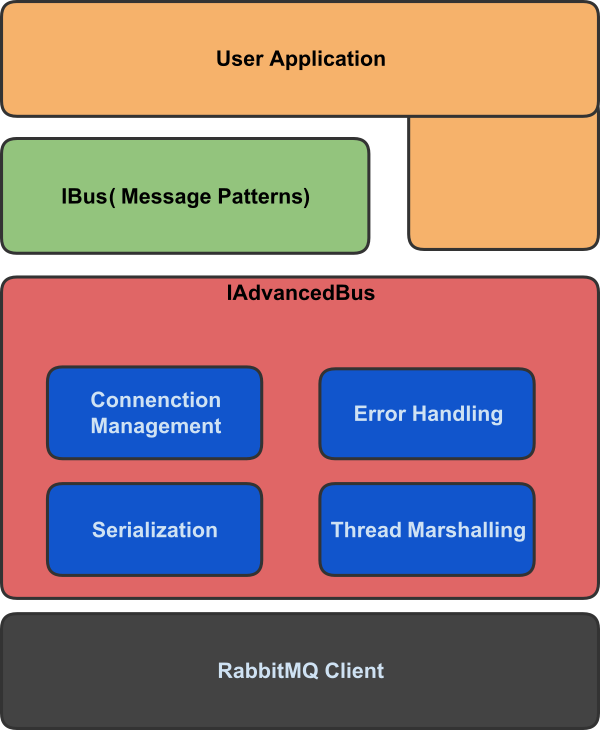 User Application
IBus( Message Patterns)
IAdvancedBus
Connenction
Management
Error Handling
Serialization
Thread Marshalling
RabbitMQ Client